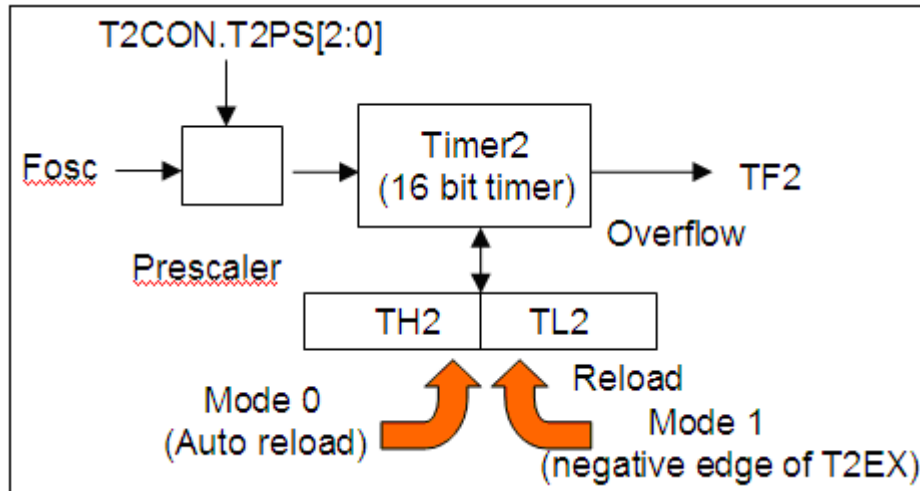 T2CON.T2PS[2:0]
Fosc
Timer2
(16 bit timer)
TF2
Overflow
Prescaler
TH2
TL2
Reload
Mode 0
(Auto reload)
Mode 1
(negative edge of T2EX)